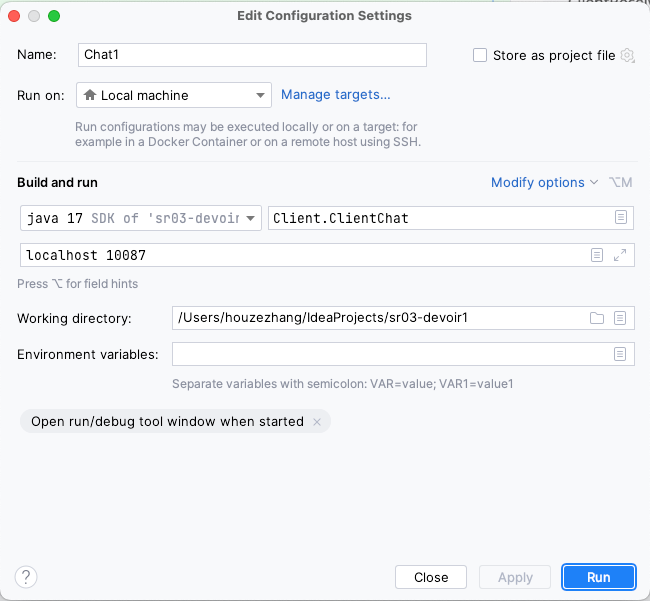 Edit Configuration Settings
Name: Chat1 Store as project file
Run on: Local machine Manage targets...
Run configurations may be executed locally or on a target: for
example in a Docker Container or on a remote host using SSH.
Build and run Modify options ⌥M
java 17 SDK of 'sr03-devoir Client.ClientChat
localhost 10087
Press ⌥ for field hints
Working directory: /Users/houzezhang/IdeaProjects/sr03-devoir1
Environment variables:
Separate variables with semicolon: VAR=value; VAR1=value1
Open run/debug tool window when started ×
? Close Apply Run